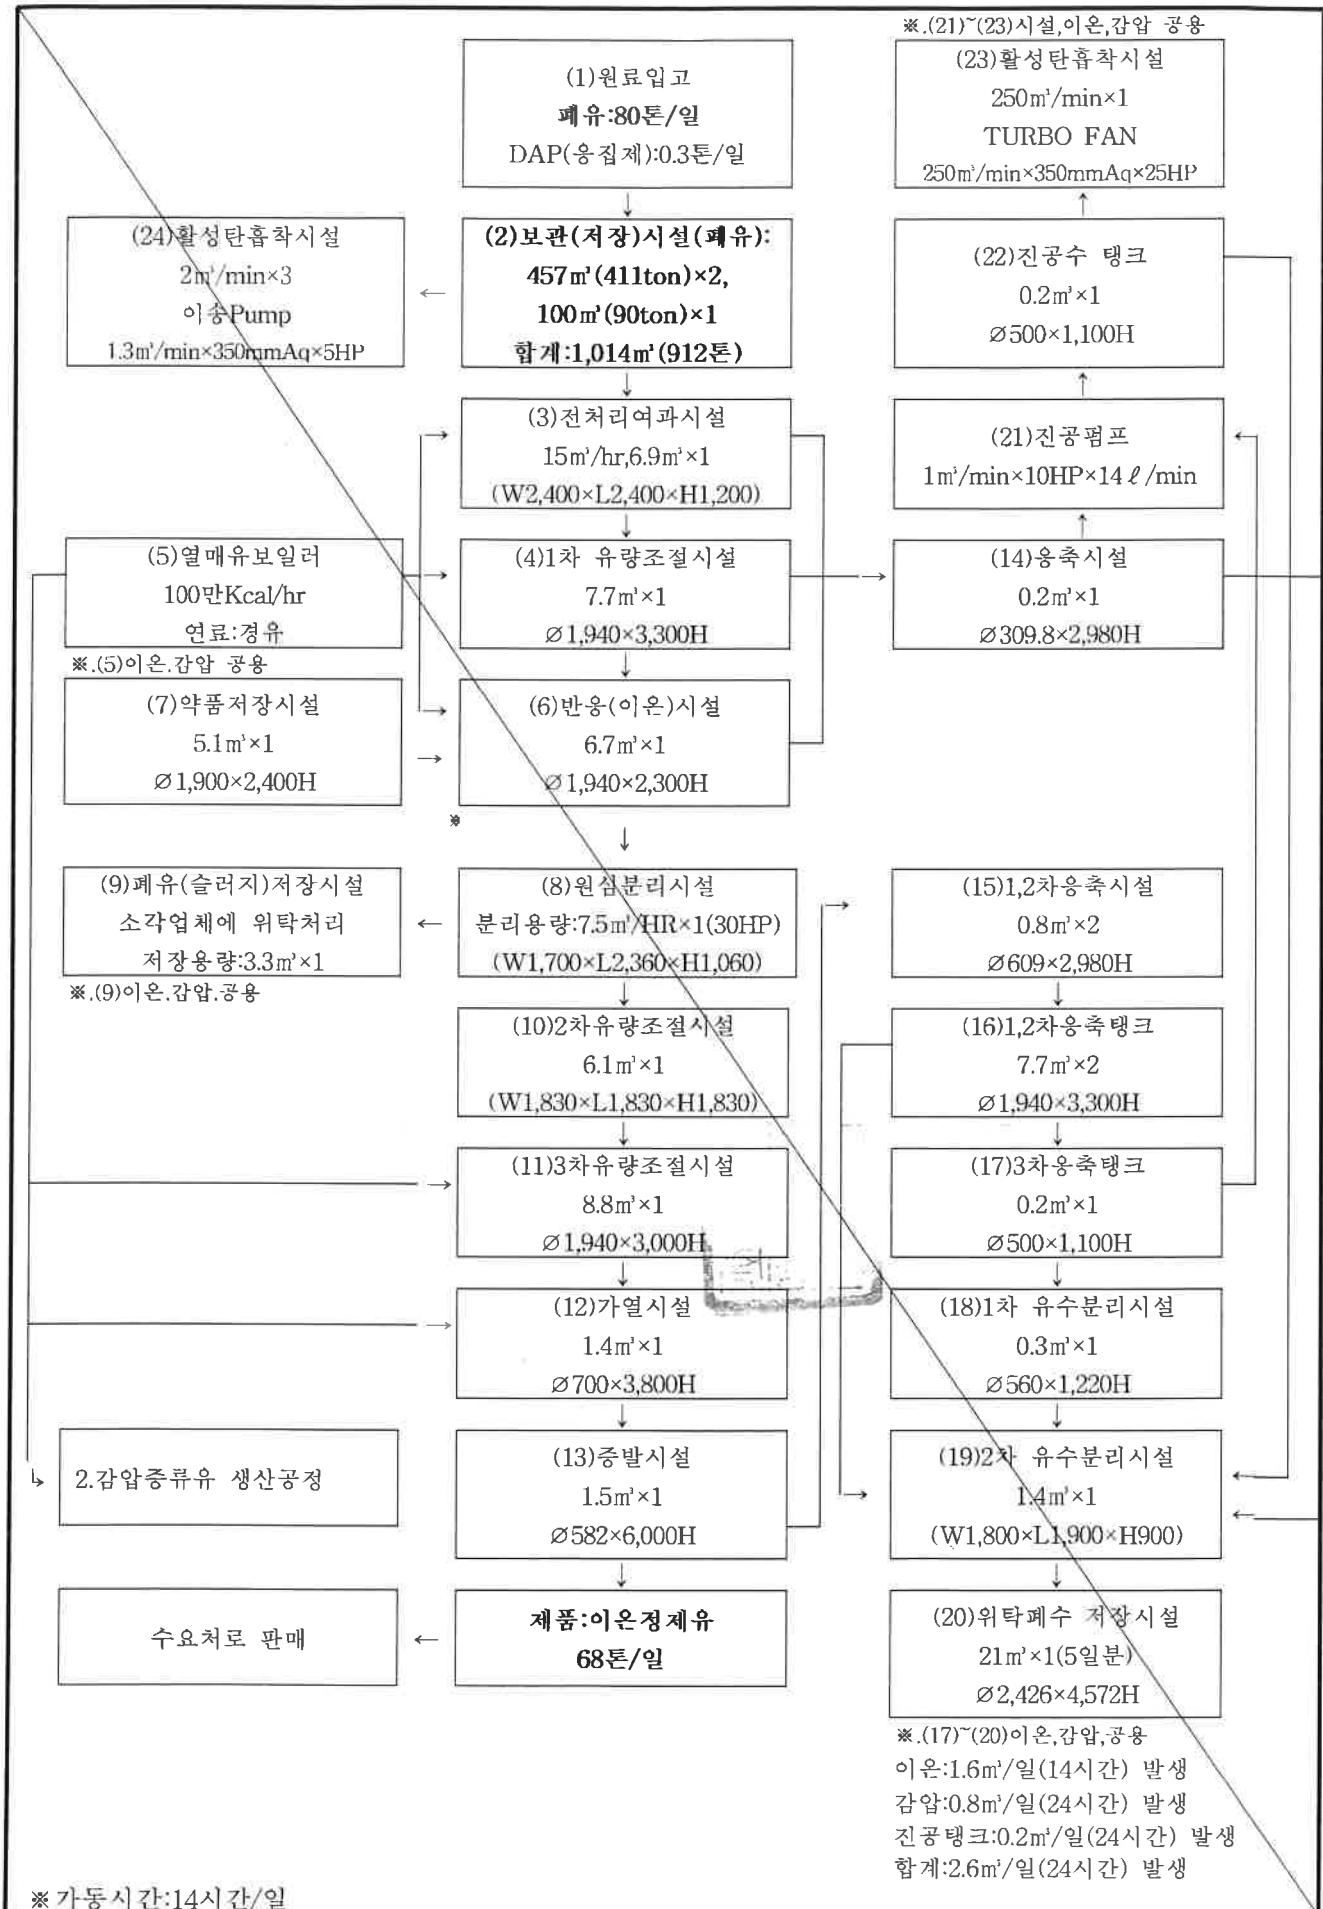 ※.(21)~(23)시설,이온,감압 공용
(1)원료입고
폐유:80톤/일
DAP(응집제):0.3톤/일
(23)활성탄흡착시설
250㎥/min×1
TURBO FAN
250㎥/min×350mmAq×25HP
(24)활성탄흡착시설
2㎥/min×3
이송Pump
1.3㎥/min×350mmAq×5HP
(2)보관(저장)시설(폐유):
457㎥(411ton)×2,
100㎥(90ton)×1
합계:1,014㎥(912톤)
(22)진공수 탱크
0.2㎥×1
∅500×1,100H
(3)전처리여과시설
15㎥/hr,6.9㎥×1
(W2,400×L2,400×H1,200)
(21)진공펌프
1㎥/min×10HP×14ℓ/min
(5)열매유보일러
100만Kcal/hr
연료:경유
※.(5)이온.감압 공용
(4)1차 유량조절시설
7.7㎥×1
∅1,940×3,300H
(14)응축시설
0.2㎥×1
∅309.8×2,980H
(7)약품저장시설
5.1㎥×1
∅1,900×2,400H
(6)반응(이온)시설
6.7㎥×1
∅1,940×2,300H
※
(9)폐유(슬러지)저장시설
소각업체에 위탁처리
저장용량:3.3㎥×1
※.(9)이온.감압.공용
(8)원심분리시설
분리용량:7.5㎥/HR×1(30HP)
(W1,700×L2,360×H1,060)
(15)1,2차응축시설
0.8㎥×2
∅609×2,980H
(10)2차유량조절시설
6.1㎥×1
(W1,830×L1,830×H1,830)
(16)1,2차응축탱크
7.7㎥×2
∅1,940×3,300H
(11)3차유량조절시설
8.8㎥×1
∅1,940×3,000H
(17)3차응축탱크
0.2㎥×1
∅500×1,100H
(12)가열시설
1.4㎥×1
∅700×3,800H
(18)1차 유수분리시설
0.3㎥×1
∅560×1,220H
2.감압증류유 생산공정
(13)증발시설
1.5㎥×1
∅582×6,000H
(19)2차 유수분리시설
1.4㎥×1
(W1,800×L1,900×H900)
수요처로 판매
제품:이온정제유
68톤/일
(20)위탁폐수 저장시설
21㎥×1(5일분)
∅2,426×4,572H
※.(17)~(20)이온,감압,공용
이온:1.6㎥/일(14시간) 발생
감압:0.8㎥/일(24시간) 발생
진공탱크:0.2㎥/일(24시간) 발생
합계:2.6㎥/일(24시간) 발생
※가동시간:14시간/일